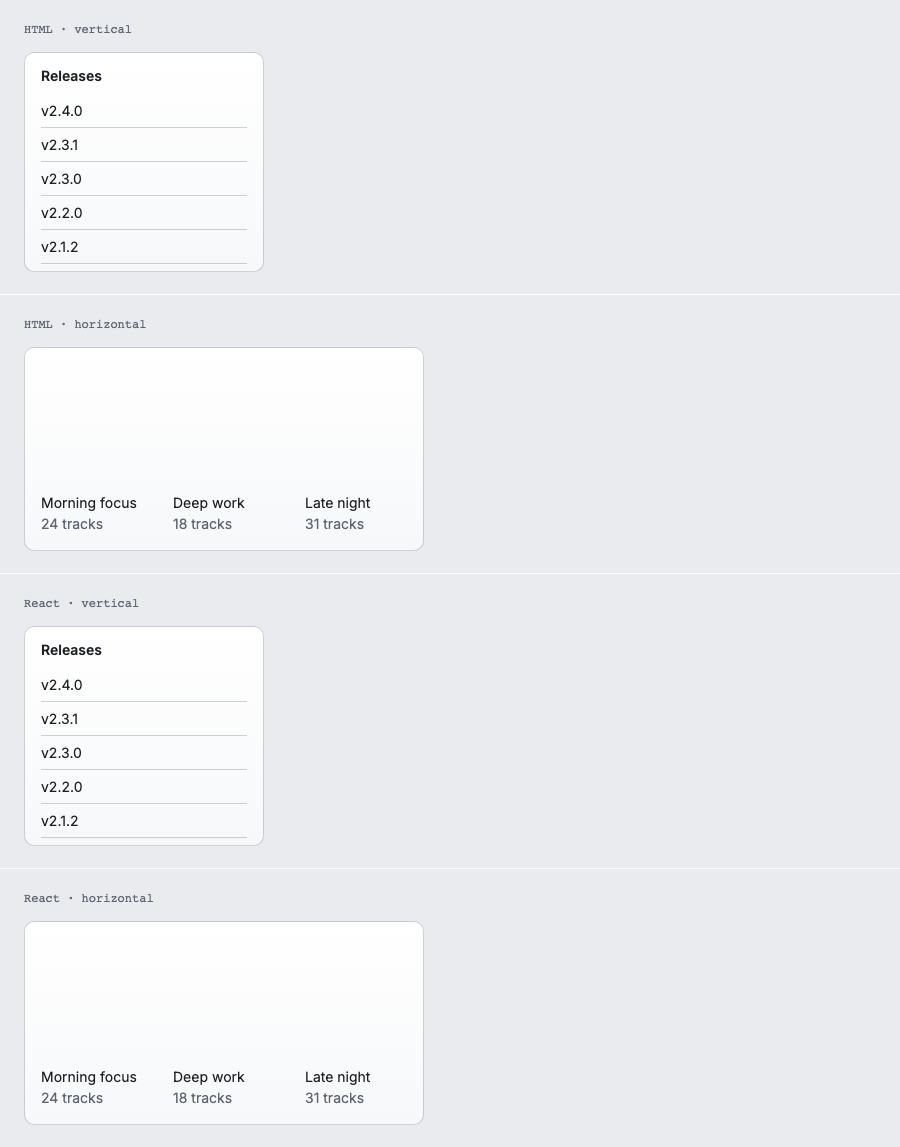 HTML · vertical
Releases
v2.4.0
v2.3.1
v2.3.0
v2.2.0
v2.1.2
HTML · horizontal
Morning focus Deep work Late night
24 tracks 18 tracks 31 tracks
React · vertical
Releases
v2.4.0
v2.3.1
v2.3.0
v2.2.0
v2.1.2
React · horizontal
Morning focus Deep work Late night
24 tracks 18 tracks 31 tracks